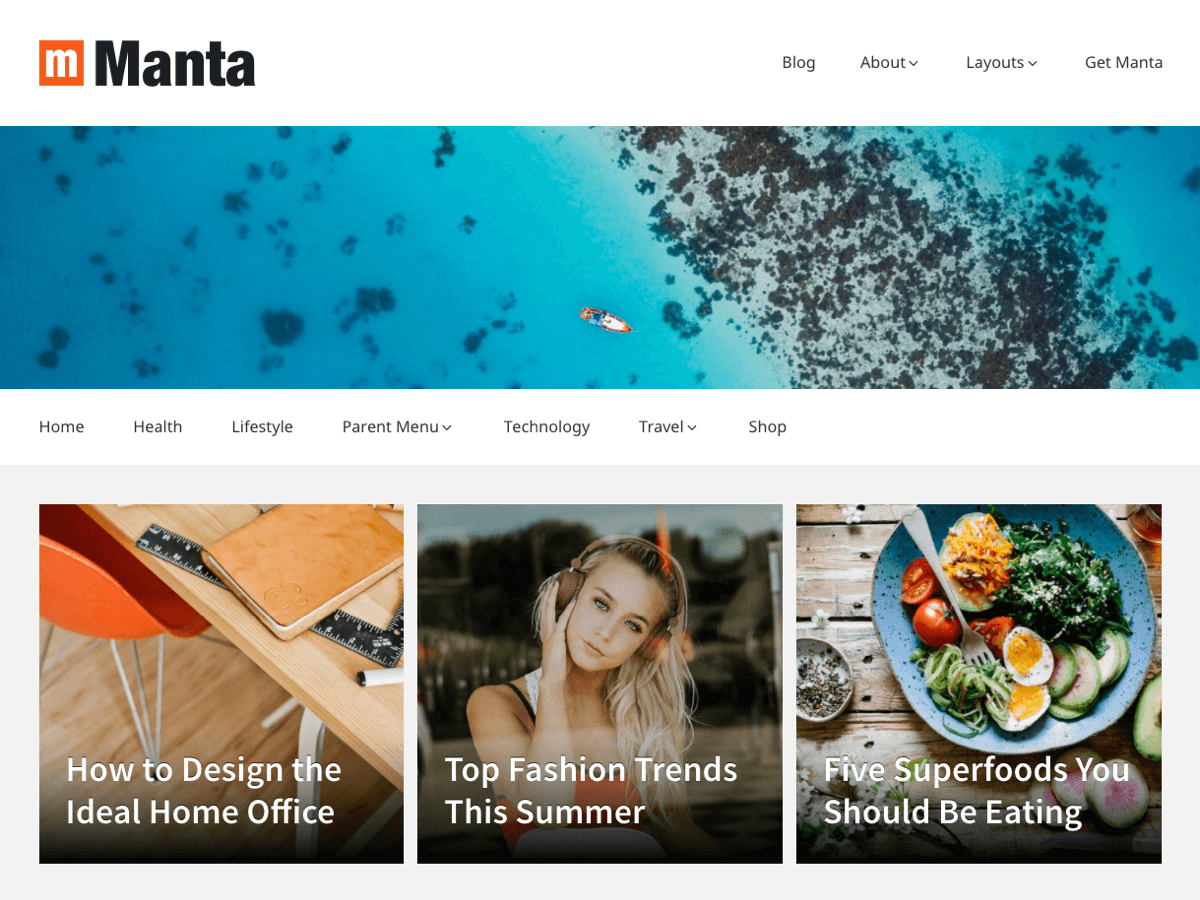 m Manta
Blog About Layouts Get Manta
Home Health Lifestyle Parent Menu Technology Travel Shop
How to Design the
Ideal Home Office
Top Fashion Trends
This Summer
Five Superfoods You
Should Be Eating